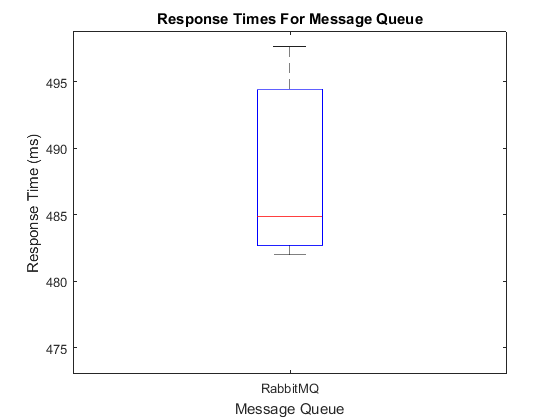 Response Times For Message Queue
495
490
485
480
475
Response Time (ms)
RabbitMQ
Message Queue